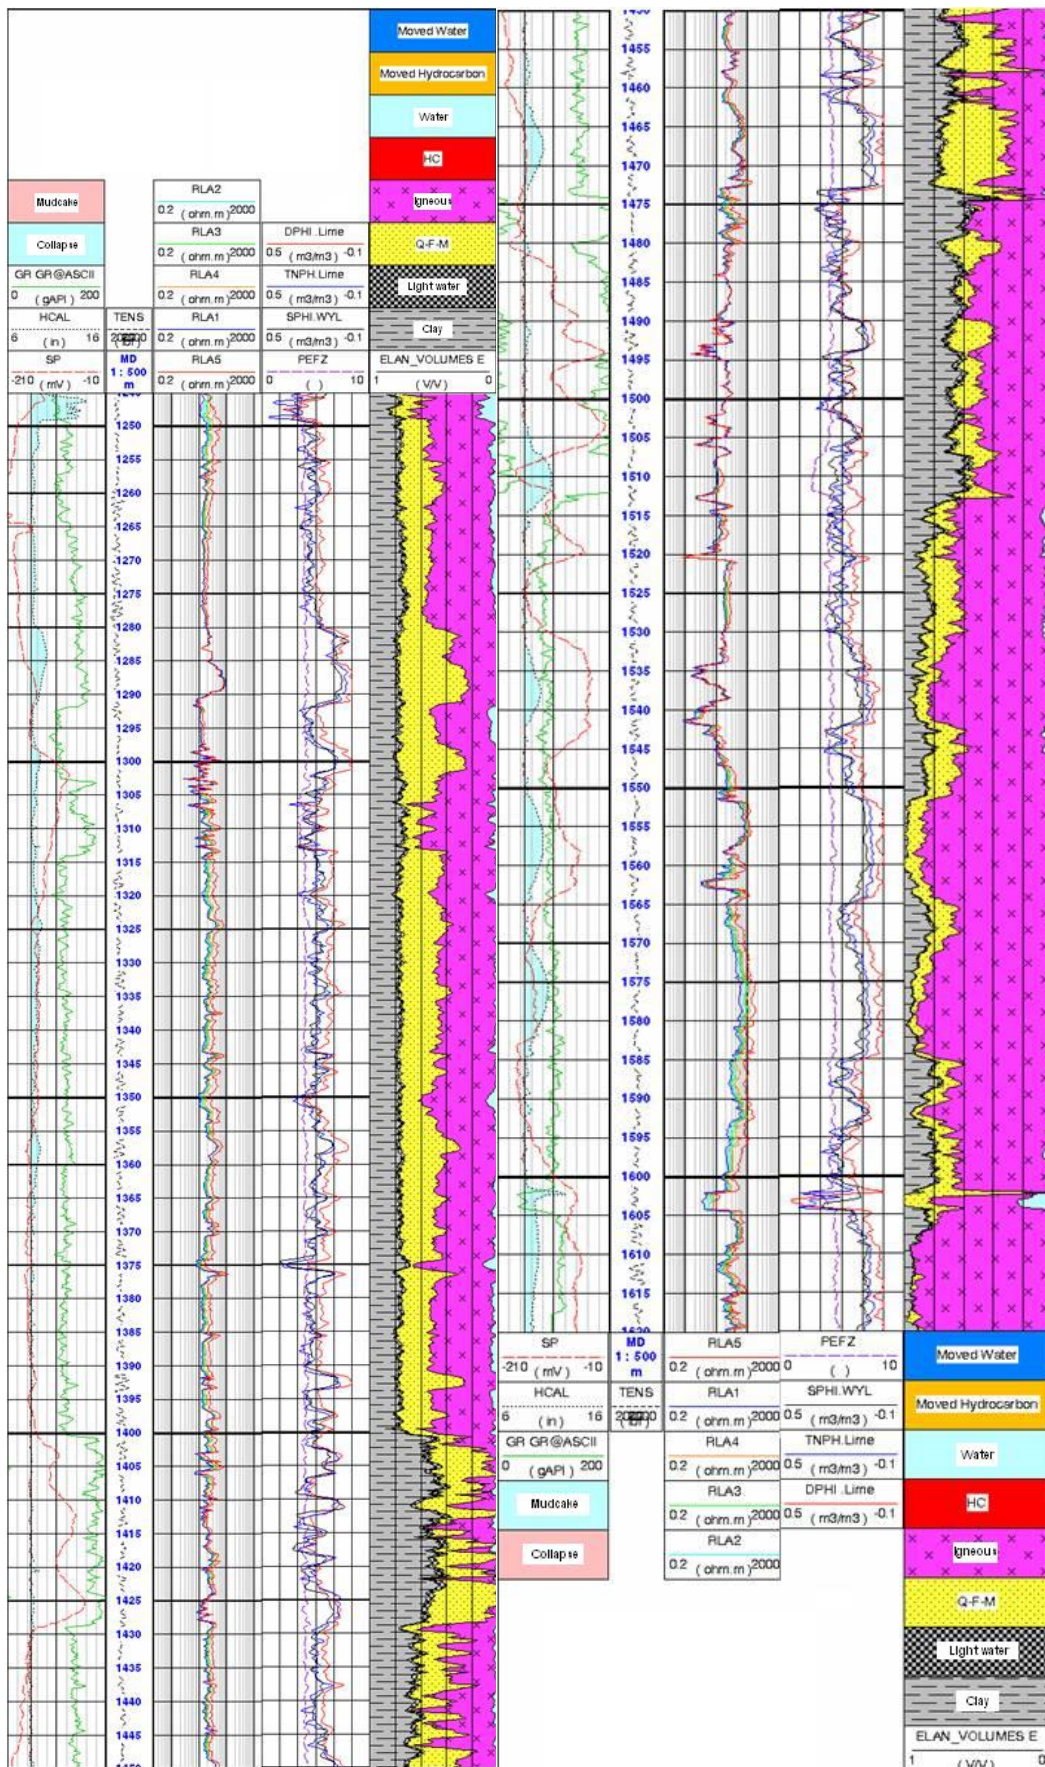 Moved Water
Moved Hydrocarbon
Water
HC
Igneous
Q-F-M
Light water
Clay
ELAN_VOLUMES E
1 (V/V) 0
RLA2
0.2 (ohm.m) 2000
RLA3
0.2 (ohm.m) 2000
RLA4
0.2 (ohm.m) 2000
RLA1
0.2 (ohm.m) 2000
RLA5
0.2 (ohm.m) 2000
Mudcake
Collapse
GR GR@ASCII
0 (gAPI) 200
HCAL
6 (in) 16
SP
-210 (mV) -10
TENS
MD
1 : 500
m
DPHI .Lime
0.5 (m3/m3) -0.1
TNPH.Lime
0.5 (m3/m3) -0.1
SPHI.WYL
0.5 (m3/m3) -0.1
PEFZ
0 ( ) 10
1250
1255
1260
1265
1270
1275
1280
1285
1290
1295
1300
1305
1310
1315
1320
1325
1330
1335
1340
1345
1350
1355
1360
1365
1370
1375
1380
1385
1390
1395
1400
1405
1410
1415
1420
1425
1430
1435
1440
1445
1455
1460
1465
1470
1475
1480
1485
1490
1495
1500
1505
1510
1515
1520
1525
1530
1535
1540
1545
1550
1555
1560
1565
1570
1575
1580
1585
1590
1595
1600
1605
1610
1615
SP
-210 (mV) -10
HCAL
6 (in) 16
GR GR@ASCII
0 (gAPI) 200
Mudcake
Collapse
MD
1 : 500
m
TENS
RLA5
0.2 (ohm.m) 2000
RLA1
0.2 (ohm.m) 2000
RLA4
0.2 (ohm.m) 2000
RLA3
0.2 (ohm.m) 2000
RLA2
0.2 (ohm.m) 2000
PEFZ
0 ( ) 10
SPHI.WYL
0.5 (m3/m3) -0.1
TNPH.Lime
0.5 (m3/m3) -0.1
DPHI .Lime
0.5 (m3/m3) -0.1
Moved Water
Moved Hydrocarbon
Water
HC
Igneous
Q-F-M
Light water
Clay
ELAN_VOLUMES E
1 (V/V) 0